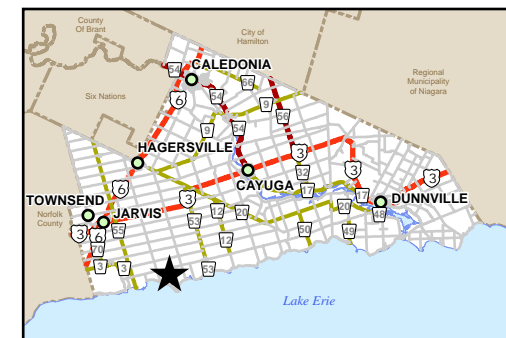 County
Of Brant
City of
Hamilton
CALEDONIA
54
66
Regional
Municipality
of Niagara
6
54
Six Nations
9
56
9
54
HAGERSVILLE
3
3
32
3
CAYUGA
6
17
17
TOWNSEND
3
DUNNVILLE
Norfolk
County
JARVIS
12
20
20
48
3
6
55
53
70
12
50
49
3
3
53
Lake Erie